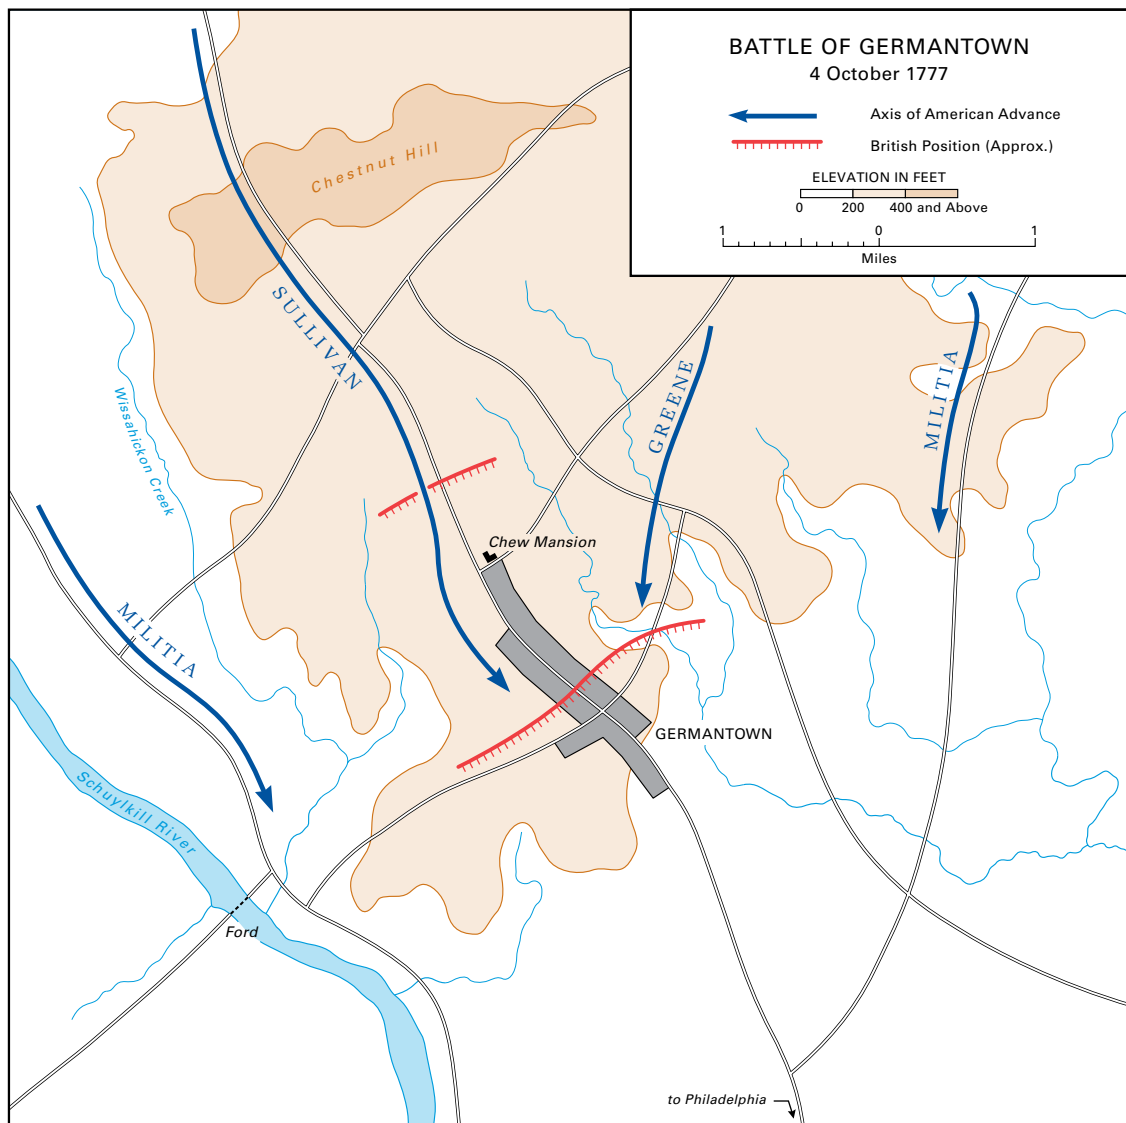 BATTLE OF GERMANTOWN
4 October 1777
Axis of American Advance
British Position (Approx.)
ELEVATION IN FEET
0 200 400 and Above
1 0 1
Miles
Chestnut Hill
SULLIVAN
GREENE
MILITIA
Wissahickon Creek
Chew Mansion
MILITIA
GERMANTOWN
Schuylkill River
Ford
to Philadelphia